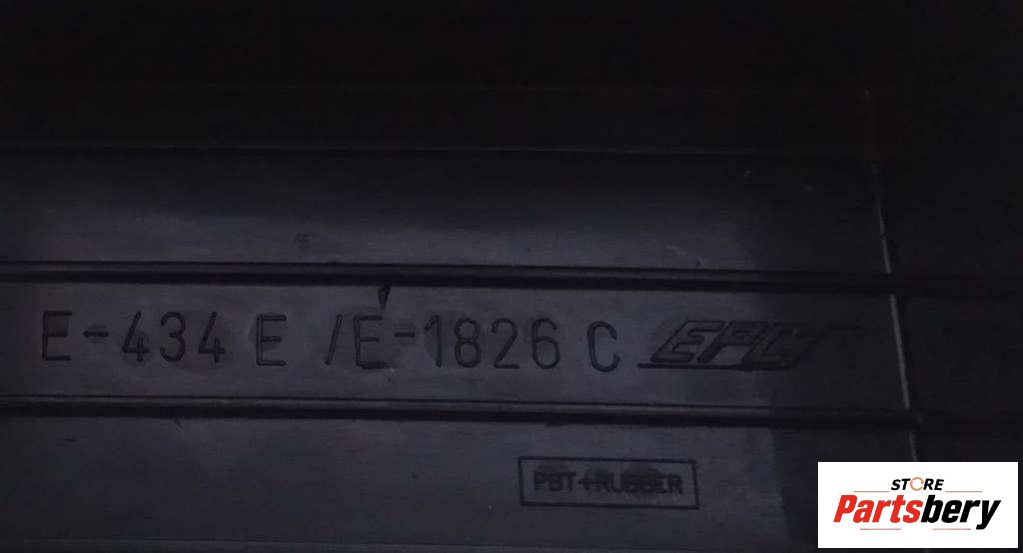 E-434 E /E-1826 C
PBT+RUBBER
STORE
Partsbery